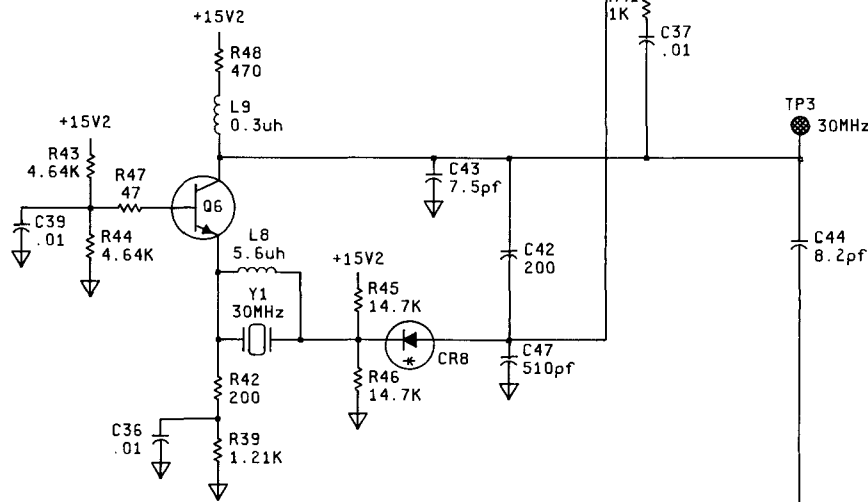 +15V2
R48
470
L9
0.3uh
1K
C37
.01
TP3
30MHz
+15V2
R43
4.64K
R47
47
Q6
C43
7.5pf
C39
.01
R44
4.64K
L8
5.6uh
+15V2
C42
200
C44
8.2pf
Y1
30MHz
R45
14.7K
CR8
*
C47
510pf
R42
200
R46
14.7K
C36
.01
R39
1.21K